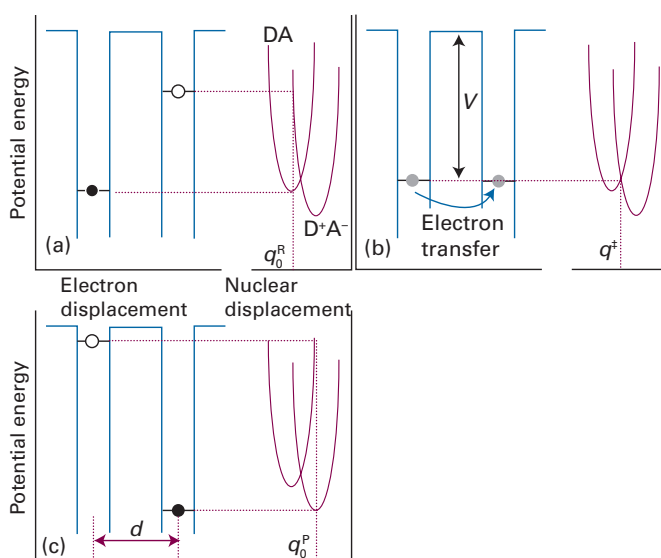 Potential energy
DA
D⁺A⁻
(a)
q₀ᴿ
V
Electron
transfer
(b)
q‡
Electron
displacement
Nuclear
displacement
Potential energy
(c)
d
q₀ᴾ